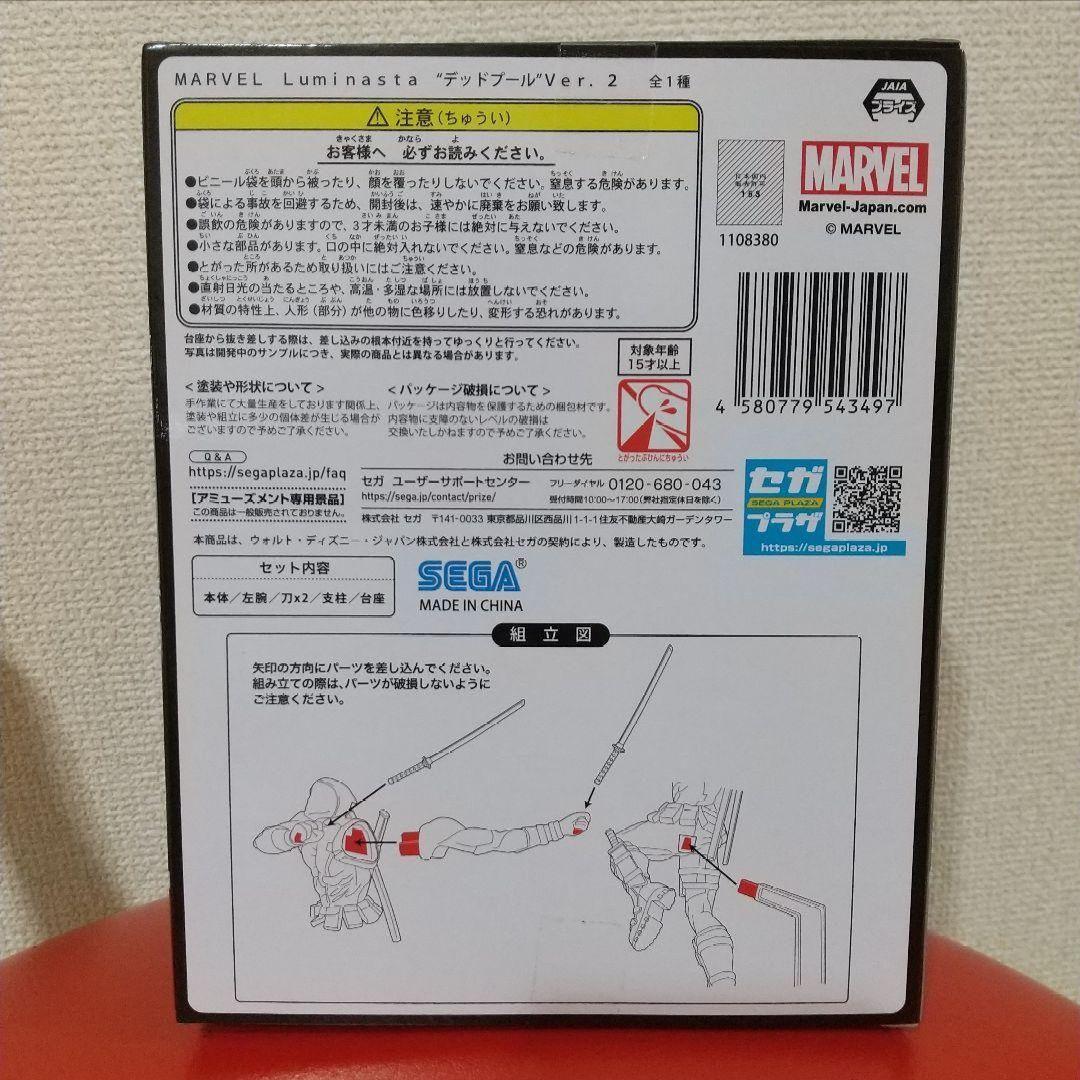 MARVEL Luminasta "デッドプール"Ver. 2 全1種
JAIA
プライズ
⚠ 注意(ちゅうい)
お客様へ 必ずお読みください。
●ビニール袋を頭から被ったり、顔を覆ったりしないでください。窒息する危険があります。
●袋による事故を回避するため、開封後は、速やかに廃棄をお願い致します。
●誤飲の危険がありますので、3才未満のお子様には絶対に与えないでください。
●小さな部品があります。口の中に絶対入れないでください。窒息などの危険があります。
●とがった所があるため取り扱いにはご注意ください。
●直射日光の当たるところや、高温・多湿な場所には放置しないでください。
●材質の特性上、人形(部分)が他の物に色移りしたり、変形する恐れがあります。
日本国内
販売許可
185
1108380
MARVEL
Marvel-Japan.com
© MARVEL
台座から抜き差しする際は、差し込みの根本付近を持ってゆっくりと行ってください。
写真は開発中のサンプルにつき、実際の商品とは異なる場合があります。
対象年齢
15才以上
<塗装や形状について>
手作業にて大量生産をしております関係上、
塗装や組立に多少の個体差が生じる場合が
ございますので予めご了承ください。
<パッケージ破損について>
パッケージは内容物を保護するための梱包材です。
内容物に支障のないレベルの破損は
交換いたしかねますので予めご了承ください。
とがったぶひんにちゅうい
4 580779 543497
Q&A
https://segaplaza.jp/faq
【アミューズメント専用景品】
この商品は一般販売されておりません。
お問い合わせ先
セガ ユーザーサポートセンター
https://sega.jp/contact/prize/
フリーダイヤル 0120-680-043
受付時間10:00~17:00(弊社指定休日を除く)
株式会社 セガ 〒141-0033 東京都品川区西品川1-1-1住友不動産大崎ガーデンタワー
本商品は、ウォルト・ディズニー・ジャパン株式会社と株式会社セガの契約により、製造したものです。
セガ
SEGA PLAZA
プラザ
https://segaplaza.jp
セット内容
本体/左腕/刀x2/支柱/台座
SEGA®
MADE IN CHINA
組立図
矢印の方向にパーツを差し込んでください。
組み立ての際は、パーツが破損しないように
ご注意ください。